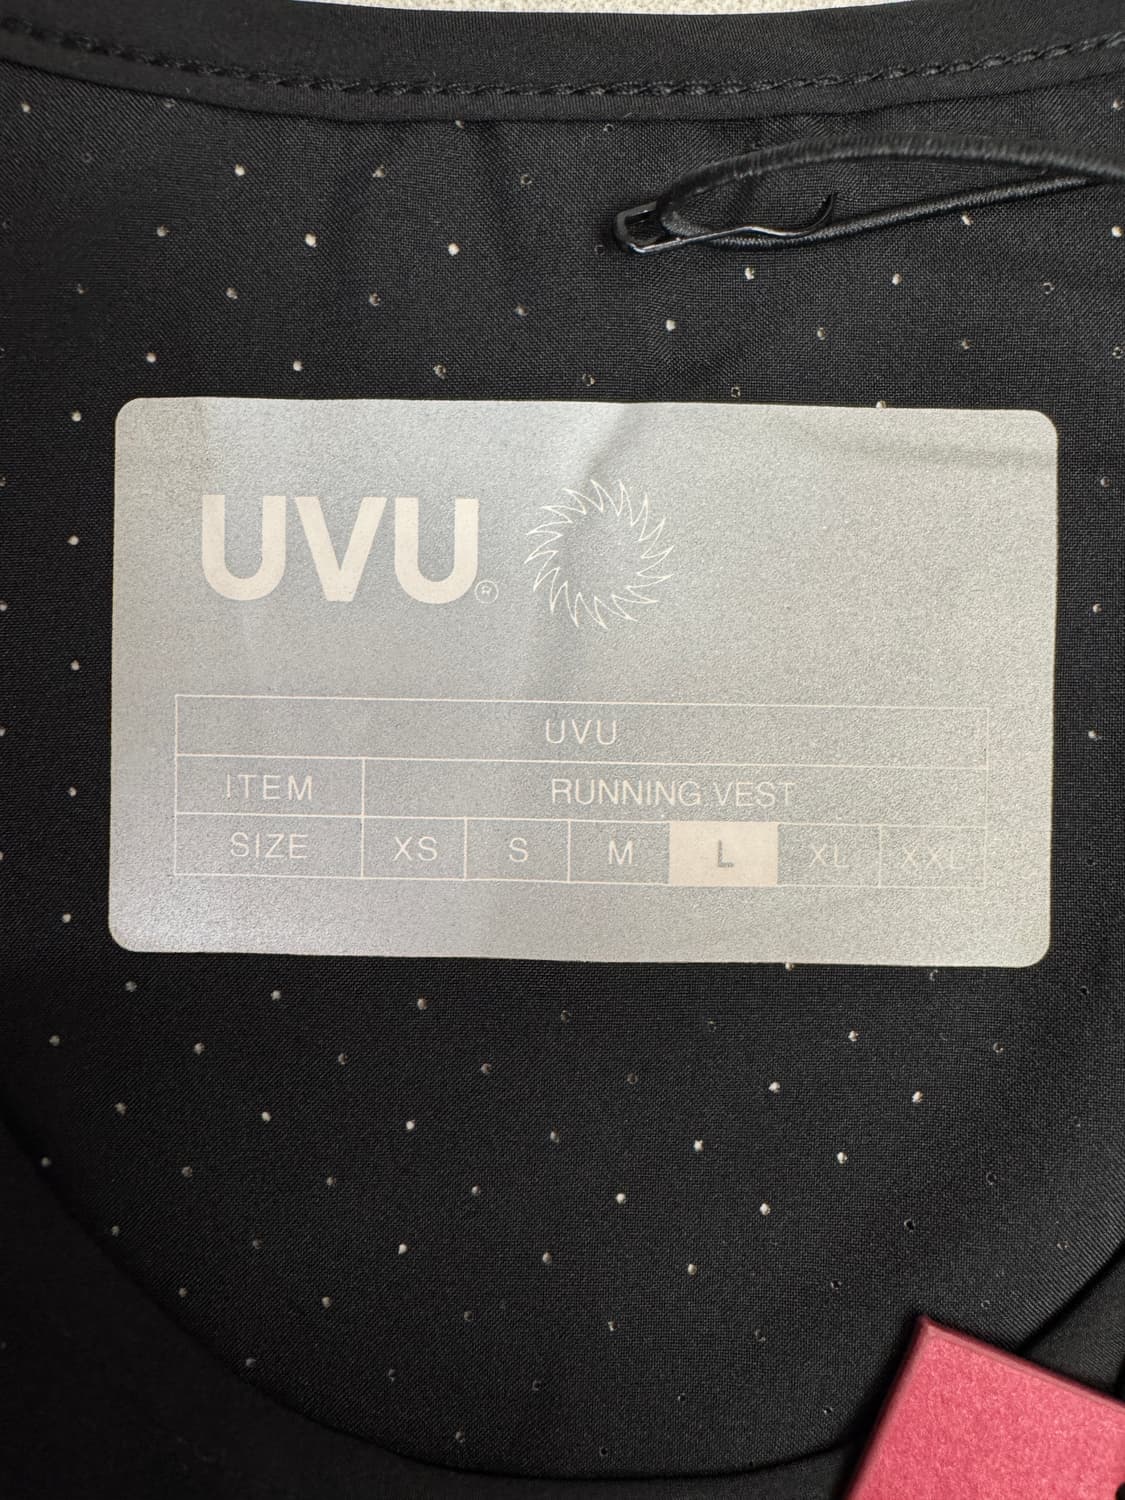 UVU®
UVU
ITEM RUNNING VEST
SIZE XS S M L XL XXL